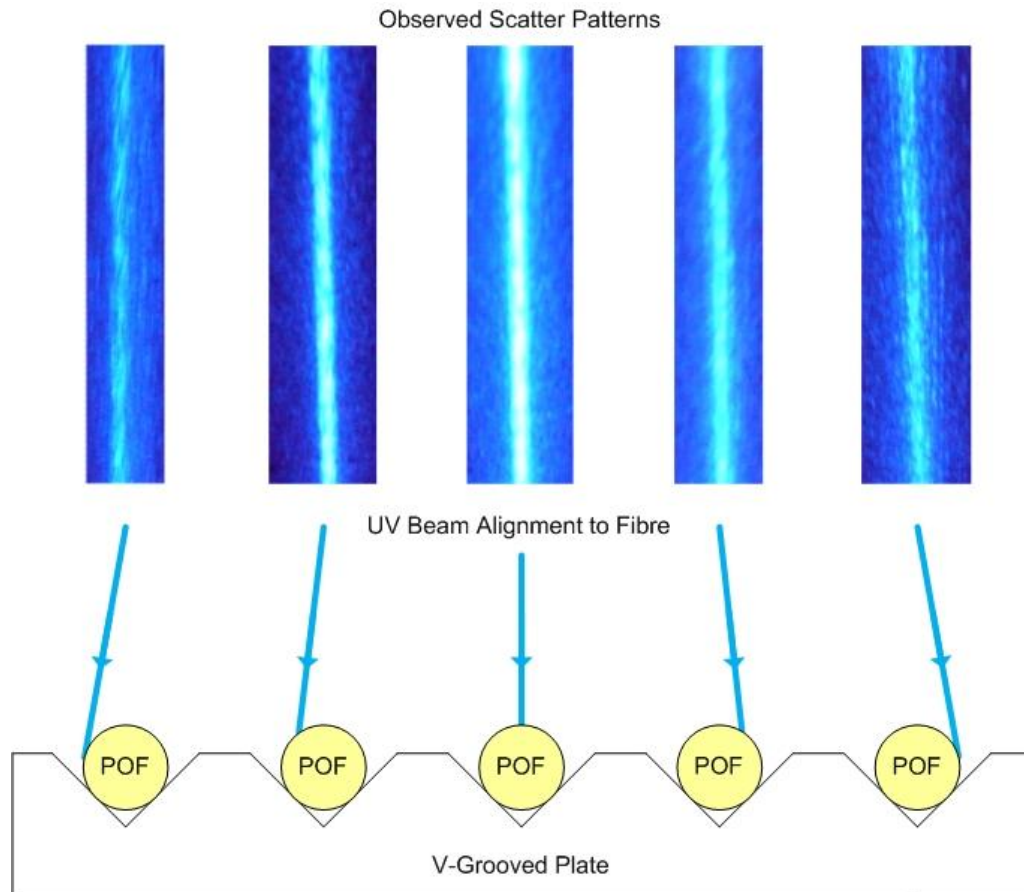 Observed Scatter Patterns
UV Beam Alignment to Fibre
POF POF POF POF POF
V-Grooved Plate